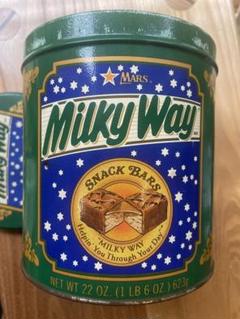 MARS
Milky Way
SNACK BARS
MILKY WAY
Helpin' You Through Your Day
NET WT 22 OZ. (1 LB 6 OZ.) 623g